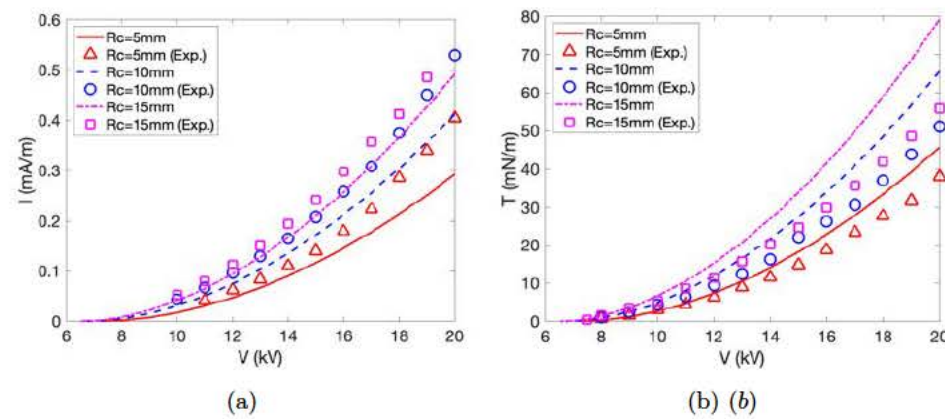 0.6
0.5
0.4
0.3
0.2
0.1
0
I (mA/m)
Rc=5mm
Rc=5mm (Exp.)
Rc=10mm
Rc=10mm (Exp.)
Rc=15mm
Rc=15mm (Exp.)
8 10 12 14 16 18 20
V (kV)
(a)
80
70
60
50
40
30
20
10
0
T (mN/m)
Rc=5mm
Rc=5mm (Exp.)
Rc=10mm
Rc=10mm (Exp.)
Rc=15mm
Rc=15mm (Exp.)
8 10 12 14 16 18 20
V (kV)
(b) (b)